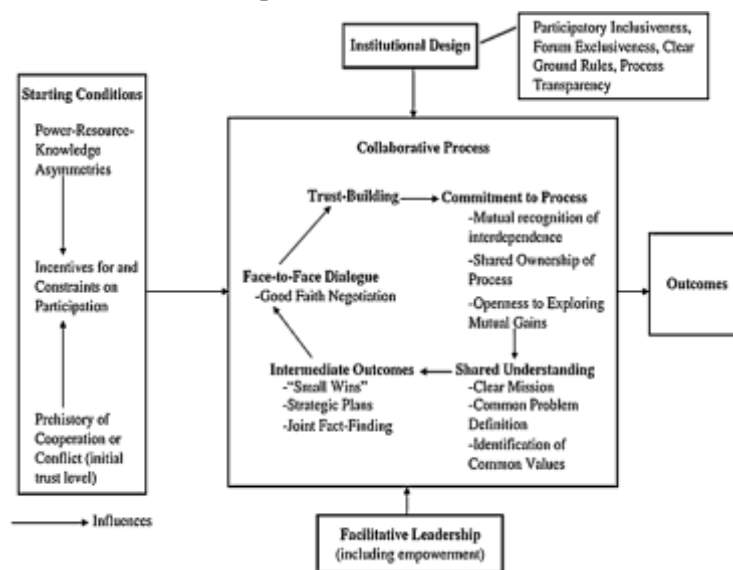 Institutional Design
Participatory Inclusiveness,
Forum Exclusiveness, Clear
Ground Rules, Process
Transparency
Starting Conditions
Power-Resource-
Knowledge
Asymmetries
Incentives for and
Constraints on
Participation
Prehistory of
Cooperation or
Conflict (initial
trust level)
Influences
Collaborative Process
Trust-Building
Commitment to Process
-Mutual recognition of
interdependence
-Shared Ownership of
Process
-Openness to Exploring
Mutual Gains
Face-to-Face Dialogue
-Good Faith Negotiation
Intermediate Outcomes
-“Small Wins”
-Strategic Plans
-Joint Fact-Finding
Shared Understanding
-Clear Mission
-Common Problem
Definition
-Identification of
Common Values
Outcomes
Facilitative Leadership
(including empowerment)